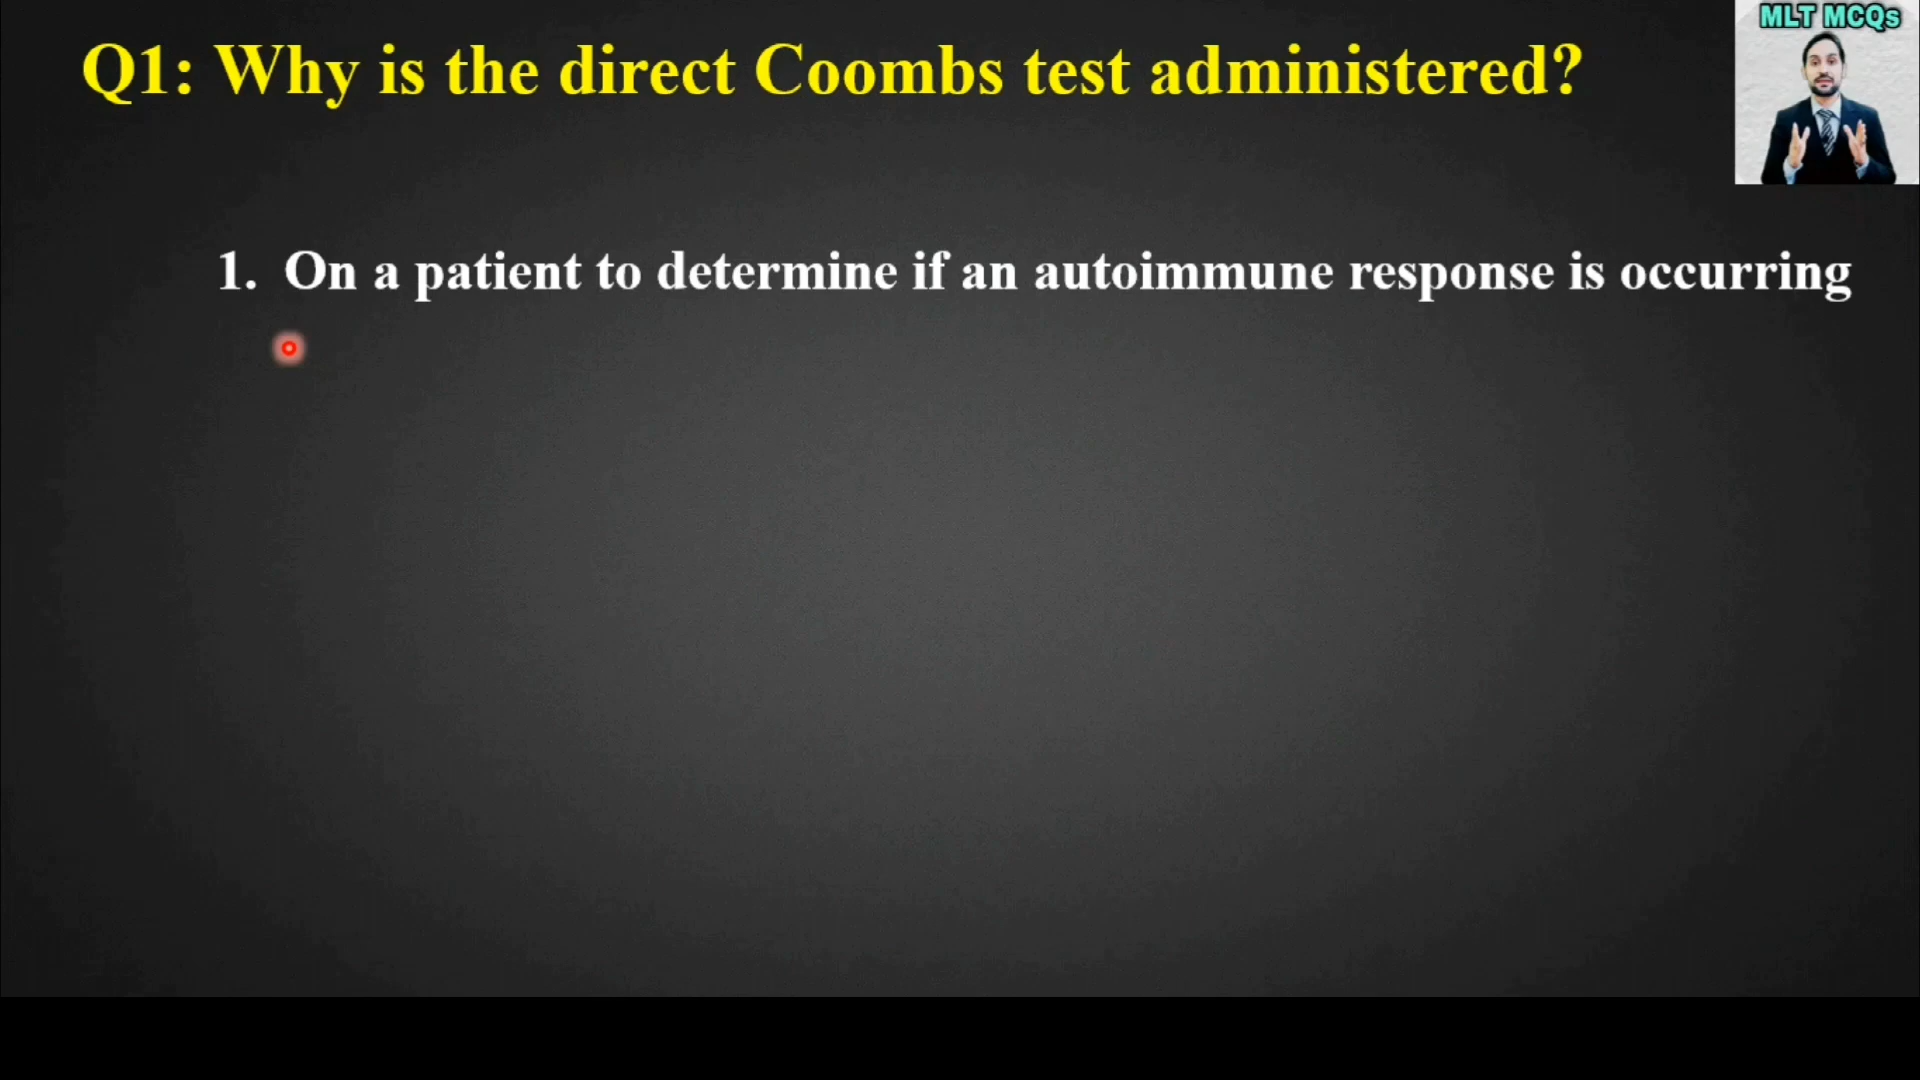 MLT MCQs
Q1: Why is the direct Coombs test administered?
1. On a patient to determine if an autoimmune response is occurring